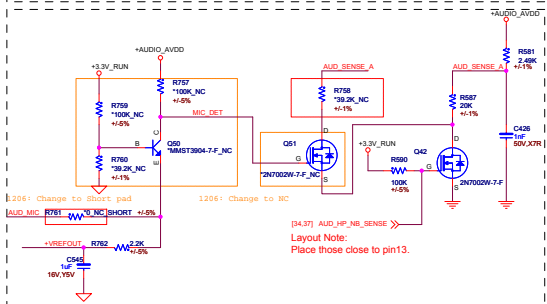 +AUDIO_AVDD
+AUDIO_AVDD
R581
2.49K
+/-1%
+3.3V_RUN
R757
*100K_NC
+/-5%
AUD_SENSE_A
AUD_SENSE_A
R759
*100K_NC
+/-5%
MIC_DET
R758
*39.2K_NC
+/-1%
R587
20K
+/-1%
C426
1nF
50V,X7R
B
C
E
Q50
*MMST3904-7-F_NC
R760
*39.2K_NC
+/-1%
Q51
D
G
S
*2N7002W-7-F_NC
+3.3V_RUN
R590
100K
+/-5%
Q42
D
G
S
2N7002W-7-F
1206: Change to Short pad
1206: Change to NC
AUD_MIC
R761
*0_NC
SHORT
+/-5%
[34,37] AUD_HP_NB_SENSE
+VREFOUT
R762
2.2K
+/-5%
Layout Note:
Place those close to pin13.
C545
1uF
16V,Y5V